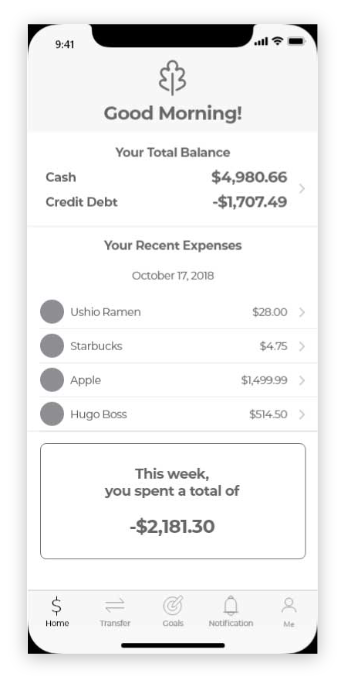 9:41
Good Morning!
Your Total Balance
Cash $4,980.66
Credit Debt -$1,707.49
Your Recent Expenses
October 17, 2018
Ushio Ramen $28.00
Starbucks $4.75
Apple $1,499.99
Hugo Boss $514.50
This week,
you spent a total of
-$2,181.30
Home Transfer Goals Notification Me